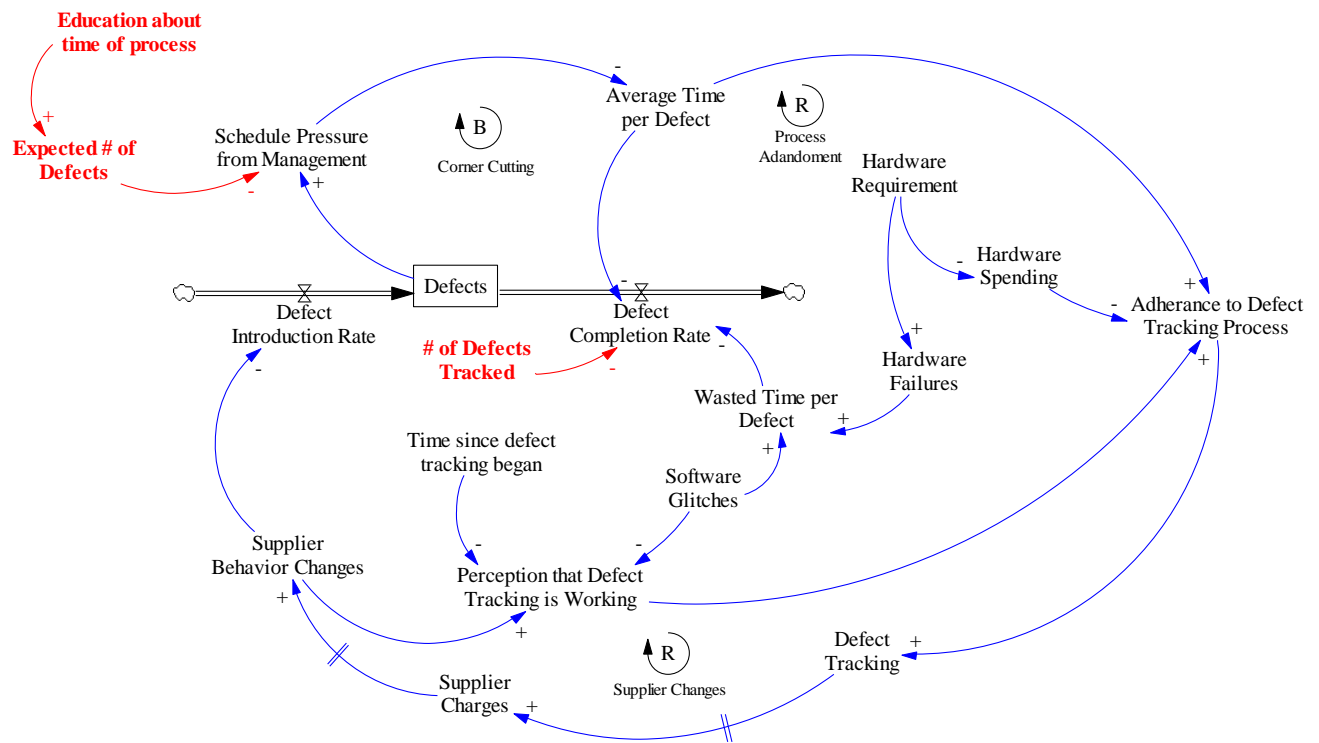 Education about
time of process
+
Expected # of
Defects
-
Schedule Pressure
from Management
+
B
Corner Cutting
-
Average Time
per Defect
R
Process
Adandoment
Hardware
Requirement
-
Hardware
Spending
-
+
Adherance to Defect
Tracking Process
+
Defects
Defect
Introduction Rate
-
-
Defect
Completion Rate
-
# of Defects
Tracked
-
+
Hardware
Failures
+
Wasted Time per
Defect
+
Time since defect
tracking began
-
Software
Glitches
-
Supplier
Behavior Changes
+
Perception that Defect
Tracking is Working
+
R
Supplier Changes
Defect
Tracking
+
Supplier
Charges
+